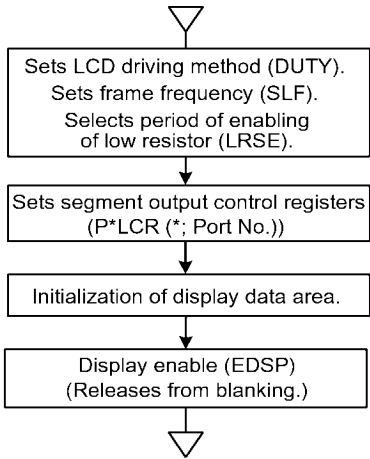 Sets LCD driving method (DUTY).
Sets frame frequency (SLF).
Selects period of enabling
of low resistor (LRSE).
Sets segment output control registers
(P*LCR (*; Port No.))
Initialization of display data area.
Display enable (EDSP)
(Releases from blanking.)